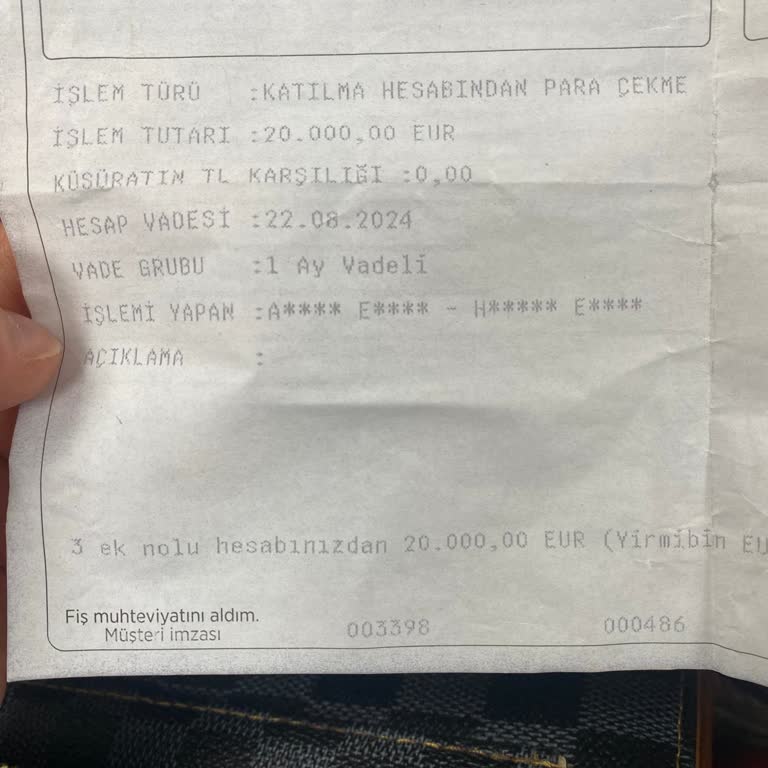 İŞLEM TÜRÜ :KATILMA HESABINDAN PARA ÇEKME
İŞLEM TUTARI :20.000,00 EUR
KÜSÜRATIN TL KARŞILIĞI :0,00
HESAP VADESİ :22.08.2024
VADE GRUBU :1 Ay Vadeli
İŞLEMİ YAPAN :A**** E**** - H***** E****
AÇIKLAMA :
3 ek nolu hesabınızdan 20.000,00 EUR (Yirmibin EU
Fiş muhteviyatını aldım.
Müşteri imzası 003398 000486